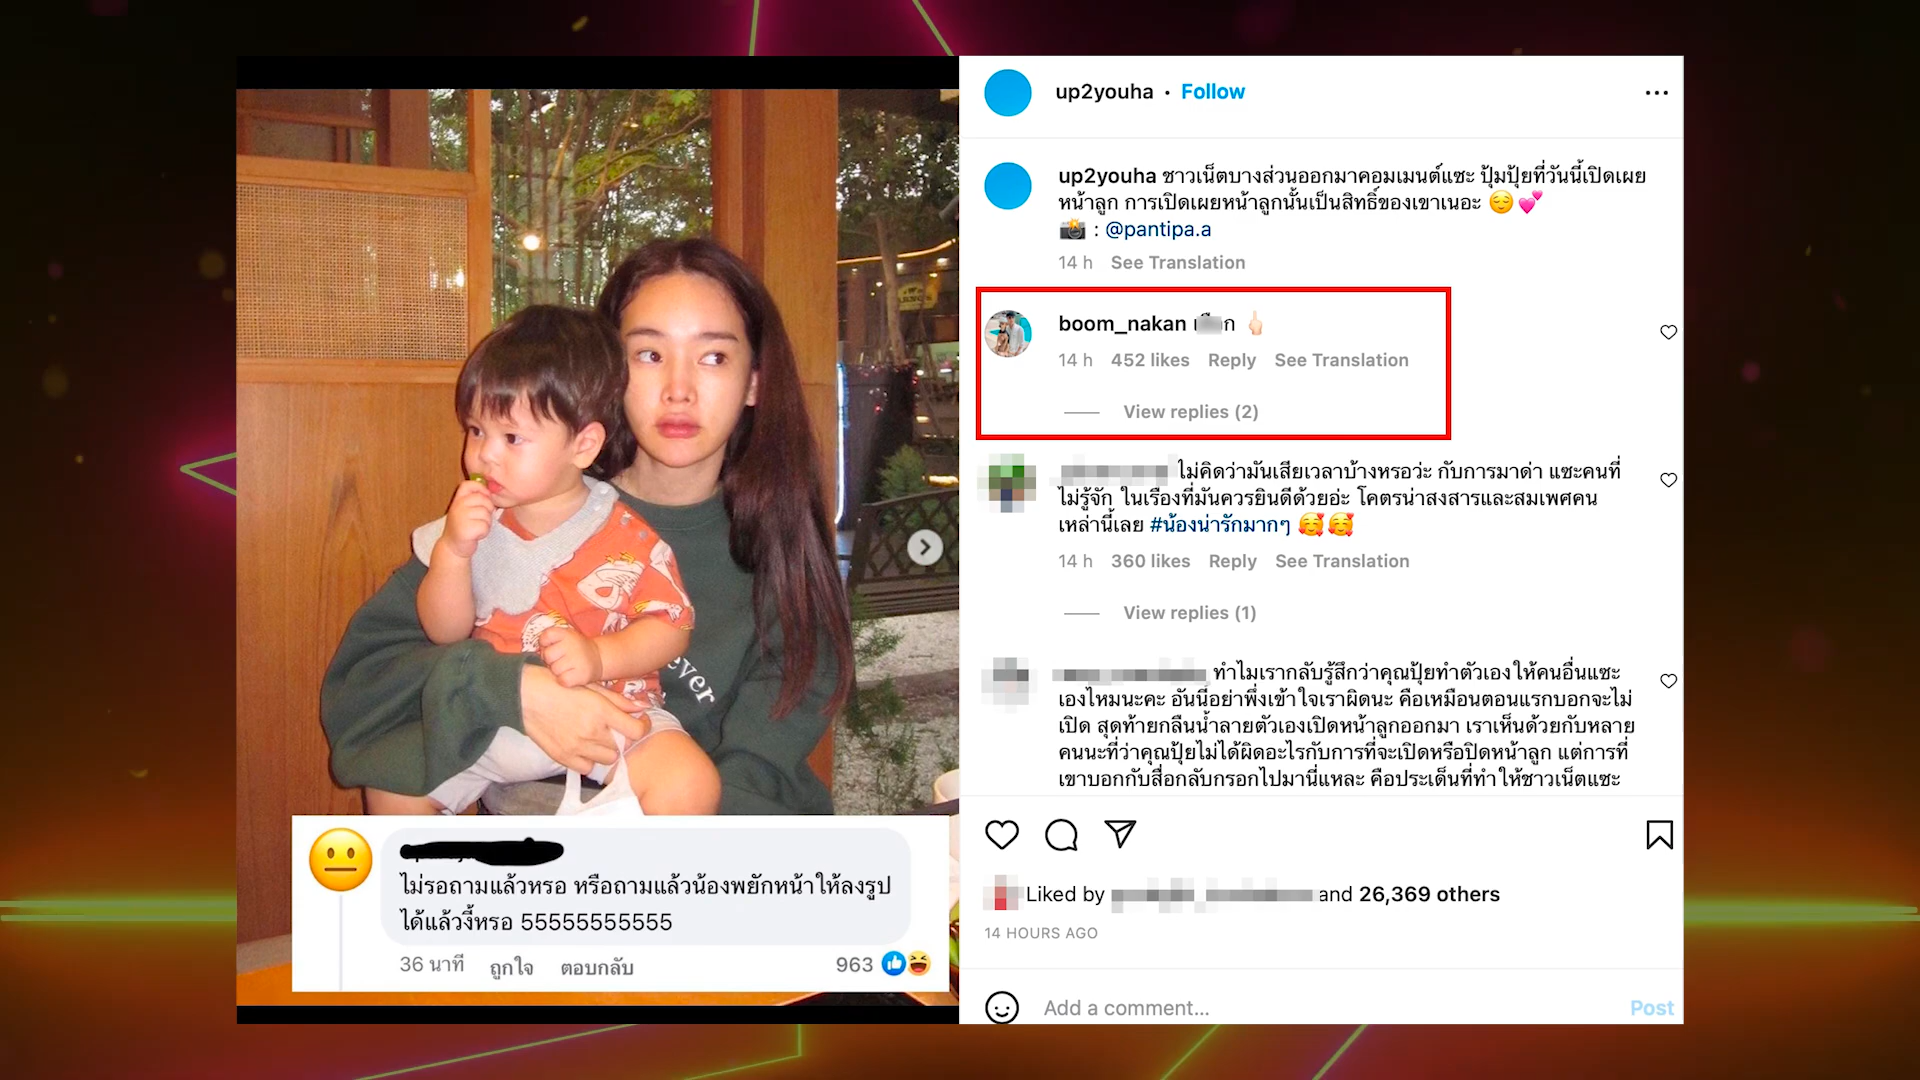 up2youha • Follow
up2youha ชาวเน็ตบางส่วนออกมาคอมเมนต์แซะ ปุ้มปุ้ยที่วันนี้เปิดเผย
หน้าลูก การเปิดเผยหน้าลูกนั้นเป็นสิทธิ์ของเขาเนอะ 😌💕
📸 : @pantipa.a
14 h See Translation
boom_nakan 🖕🏻
14 h 452 likes Reply See Translation
View replies (2)
ไม่คิดว่ามันเสียเวลาบ้างหรอว่ะ กับการมาด่า แซะคนที่
ไม่รู้จัก ในเรื่องที่มันควรยินดีด้วยอ่ะ โคตรน่าสงสารและสมเพศคน
เหล่านี้เลย #น้องน่ารักมากๆ 🥰🥰
14 h 360 likes Reply See Translation
View replies (1)
ทำไมเรากลับรู้สึกว่าคุณปุ้ยทำตัวเองให้คนอื่นแซะ
เองไหมนะคะ อันนี้อย่าพึ่งเข้าใจเราผิดนะ คือเหมือนตอนแรกบอกจะไม่
เปิด สุดท้ายกลืนน้ำลายตัวเองเปิดหน้าลูกออกมา เราเห็นด้วยกับหลาย
คนนะที่ว่าคุณปุ้ยไม่ได้ผิดอะไรกับการที่จะเปิดหรือปิดหน้าลูก แต่การที่
เขาบอกกับสื่อกลับกรอกไปมานี่แหละ คือประเด็นที่ทำให้ชาวเน็ตแซะ
Liked by and 26,369 others
14 HOURS AGO
Add a comment... Post
ever
ไม่รอถามแล้วหรอ หรือถามแล้วน้องพยักหน้าให้ลงรูป
ได้แล้วงี้หรอ 55555555555
36 นาที ถูกใจ ตอบกลับ 963